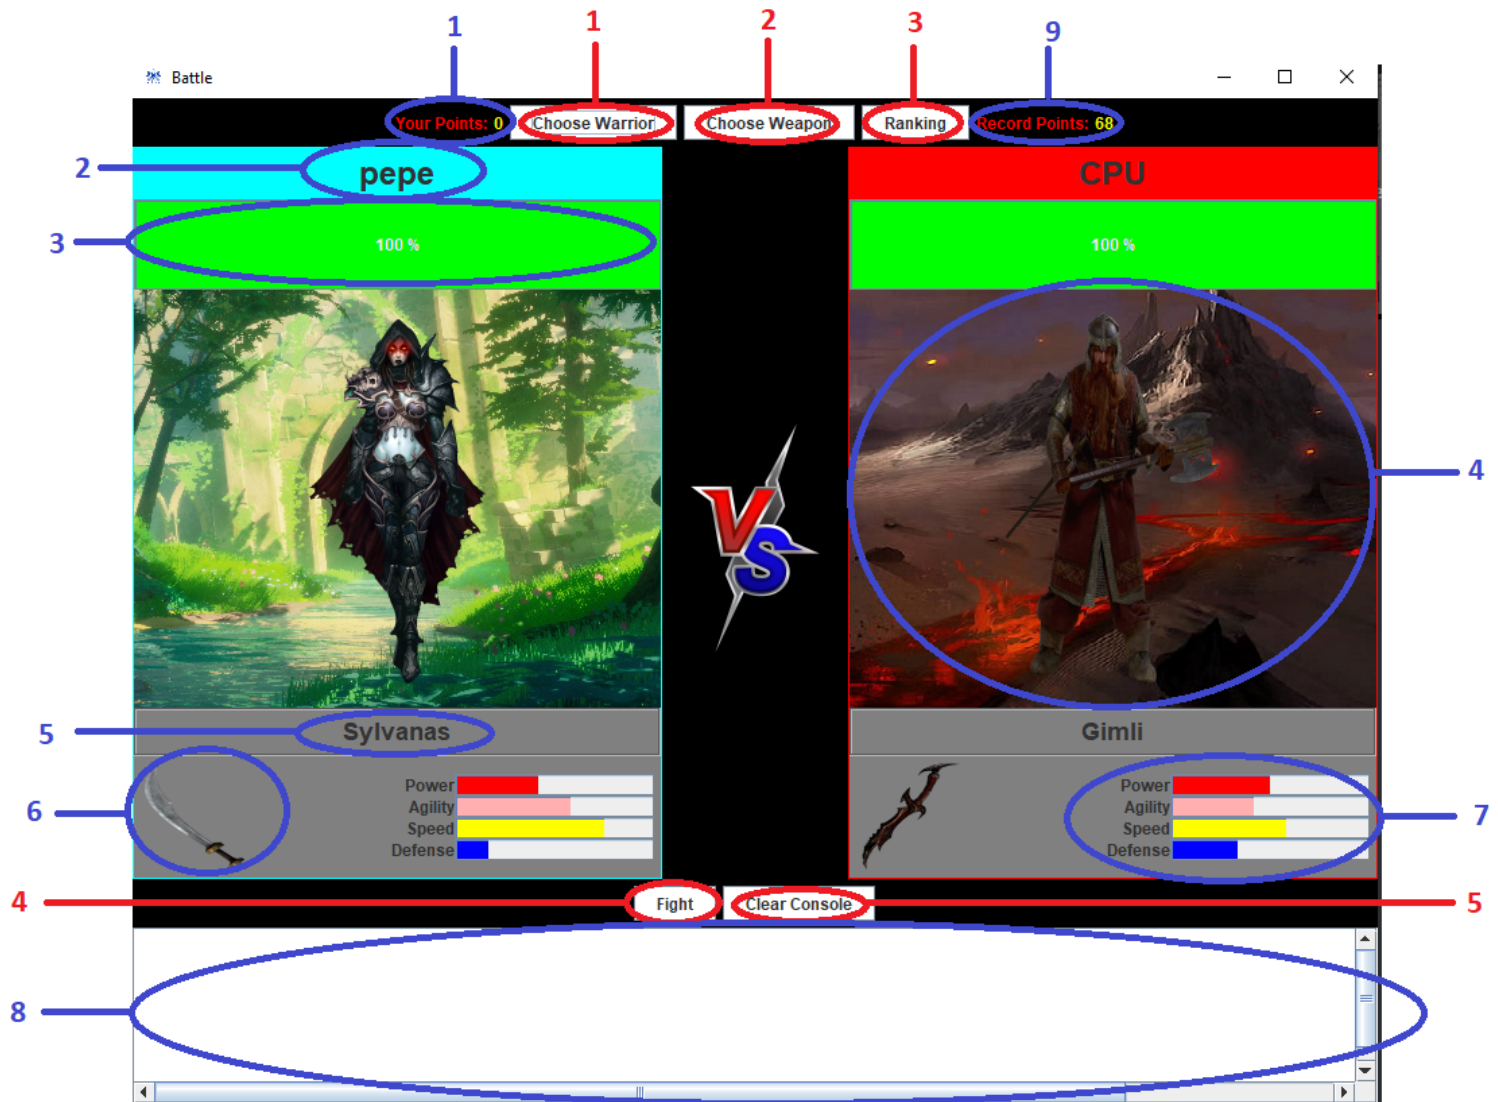 1 1 2 3 9
Battle
Your Points: 0 Choose Warrior Choose Weapon Ranking Record Points: 68
2 pepe CPU
3 100 % 100 %
VS 4
5 Sylvanas Gimli
Power Power
Agility Agility
6 Speed Speed 7
Defense Defense
4 Fight Clear Console 5
8